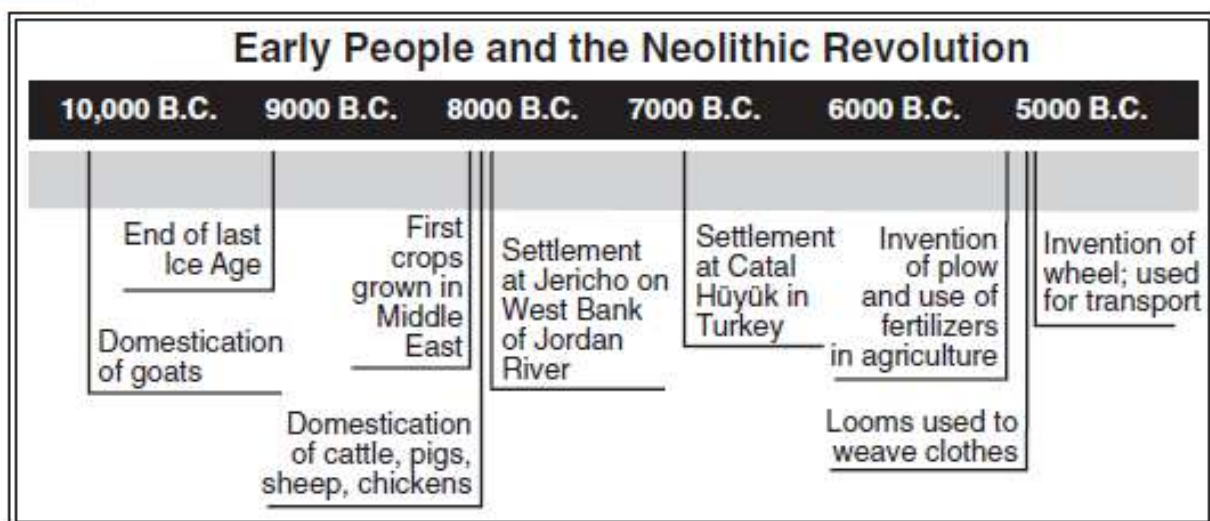 Early People and the Neolithic Revolution
10,000 B.C. 9000 B.C. 8000 B.C. 7000 B.C. 6000 B.C. 5000 B.C.
End of last
Ice Age
Domestication
of goats
First
crops
grown in
Middle
East
Domestication
of cattle, pigs,
sheep, chickens
Settlement
at Jericho on
West Bank
of Jordan
River
Settlement
at Catal
Hüyük in
Turkey
Invention
of plow
and use of
fertilizers
in agriculture
Looms used to
weave clothes
Invention of
wheel; used
for transport